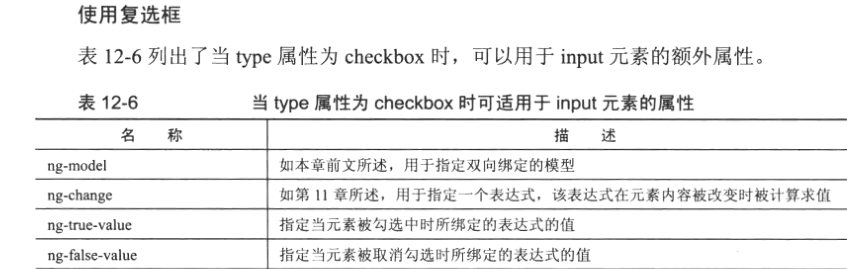 使用复选框
表 12-6 列出了当 type 属性为 checkbox 时，可以用于 input 元素的额外属性。
表 12-6 当 type 属性为 checkbox 时可适用于 input 元素的属性
名 称 描 述
ng-model 如本章前文所述，用于指定双向绑定的模型
ng-change 如第 11 章所述，用于指定一个表达式，该表达式在元素内容被改变时被计算求值
ng-true-value 指定当元素被勾选中时所绑定的表达式的值
ng-false-value 指定当元素被取消勾选时所绑定的表达式的值